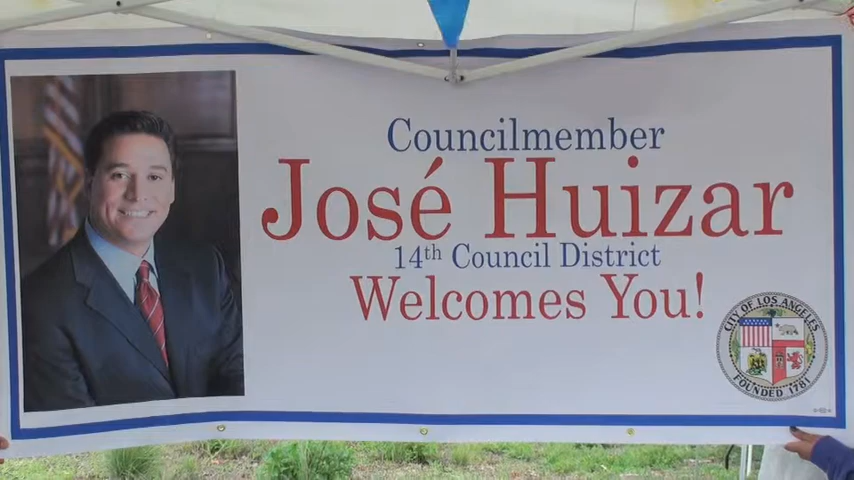 Councilmember
José Huizar
14th Council District
Welcomes You!
CITY OF LOS ANGELES
FOUNDED 1781